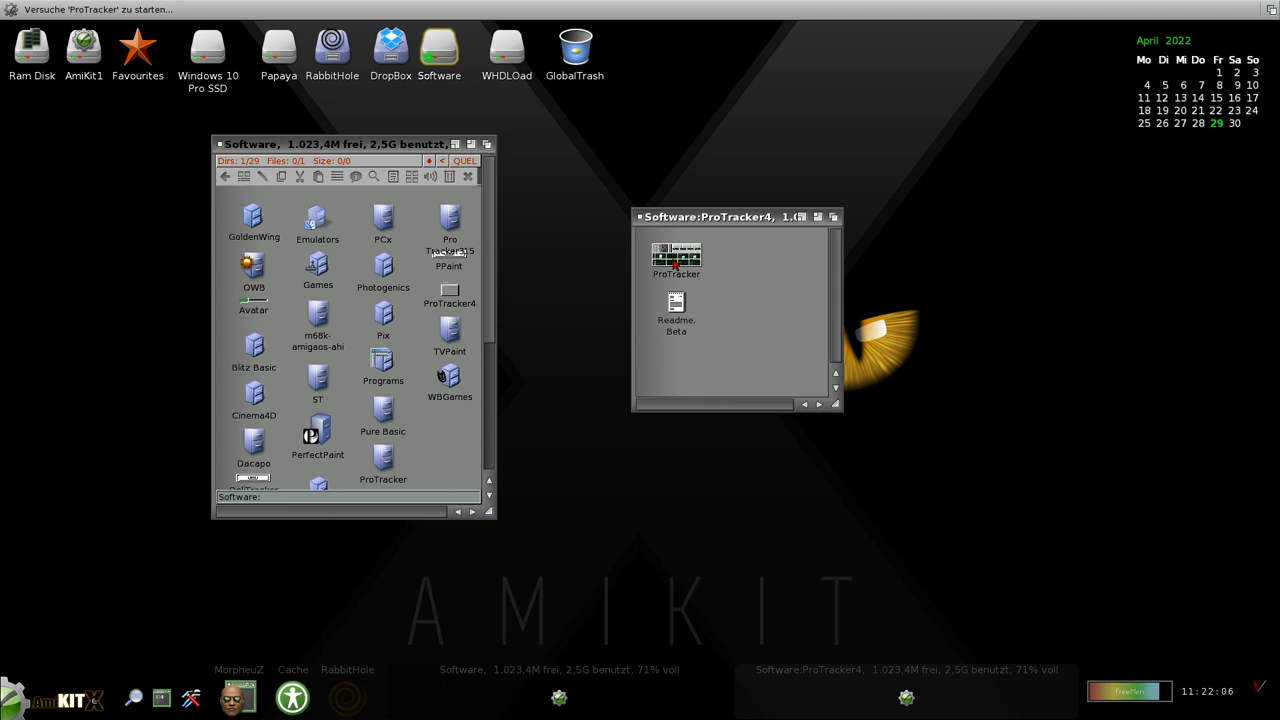 Versuche 'ProTracker' zu starten...
Ram Disk
AmiKit1
Favourites
Windows 10
Pro SSD
Papaya
RabbitHole
DropBox
Software
WHDLOad
GlobalTrash
April 2022
Mo Di Mi Do Fr Sa So
1 2 3
4 5 6 7 8 9 10
11 12 13 14 15 16 17
18 19 20 21 22 23 24
25 26 27 28 29 30
Software, 1.023,4M frei, 2,5G benutzt,
Dirs: 1/29 Files: 0/1 Size: 0/0
< QUEL
GoldenWing
Emulators
PCx
Pro
OWB
Games
Photogenics
PPaint
Avatar
m68k-
amigaos-ahi
Pix
ProTracker4
Blitz Basic
ST
Programs
TVPaint
Cinema4D
PerfectPaint
Pure Basic
WBGames
Dacapo
ProTracker
Software:
Software:ProTracker4, 1.0
ProTracker
Readme.
Beta
AMIKIT
MorpheuZ
Cache
RabbitHole
Software, 1.023,4M frei, 2,5G benutzt, 71% voll
Software:ProTracker4, 1.023,4M frei, 2,5G benutzt, 71% voll
AmiKIT X
FreeMem
11:22:06